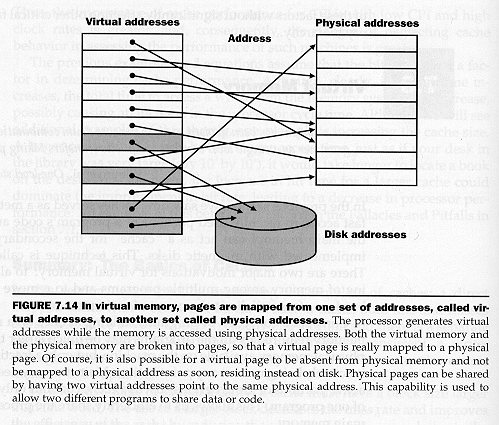 Virtual addresses
Physical addresses
Address
Disk addresses
FIGURE 7.14 In virtual memory, pages are mapped from one set of addresses, called vir-
tual addresses, to another set called physical addresses. The processor generates virtual
addresses while the memory is accessed using physical addresses. Both the virtual memory and
the physical memory are broken into pages, so that a virtual page is really mapped to a physical
page. Of course, it is also possible for a virtual page to be absent from physical memory and not
be mapped to a physical address as soon, residing instead on disk. Physical pages can be shared
by having two virtual addresses point to the same physical address. This capability is used to
allow two different programs to share data or code.